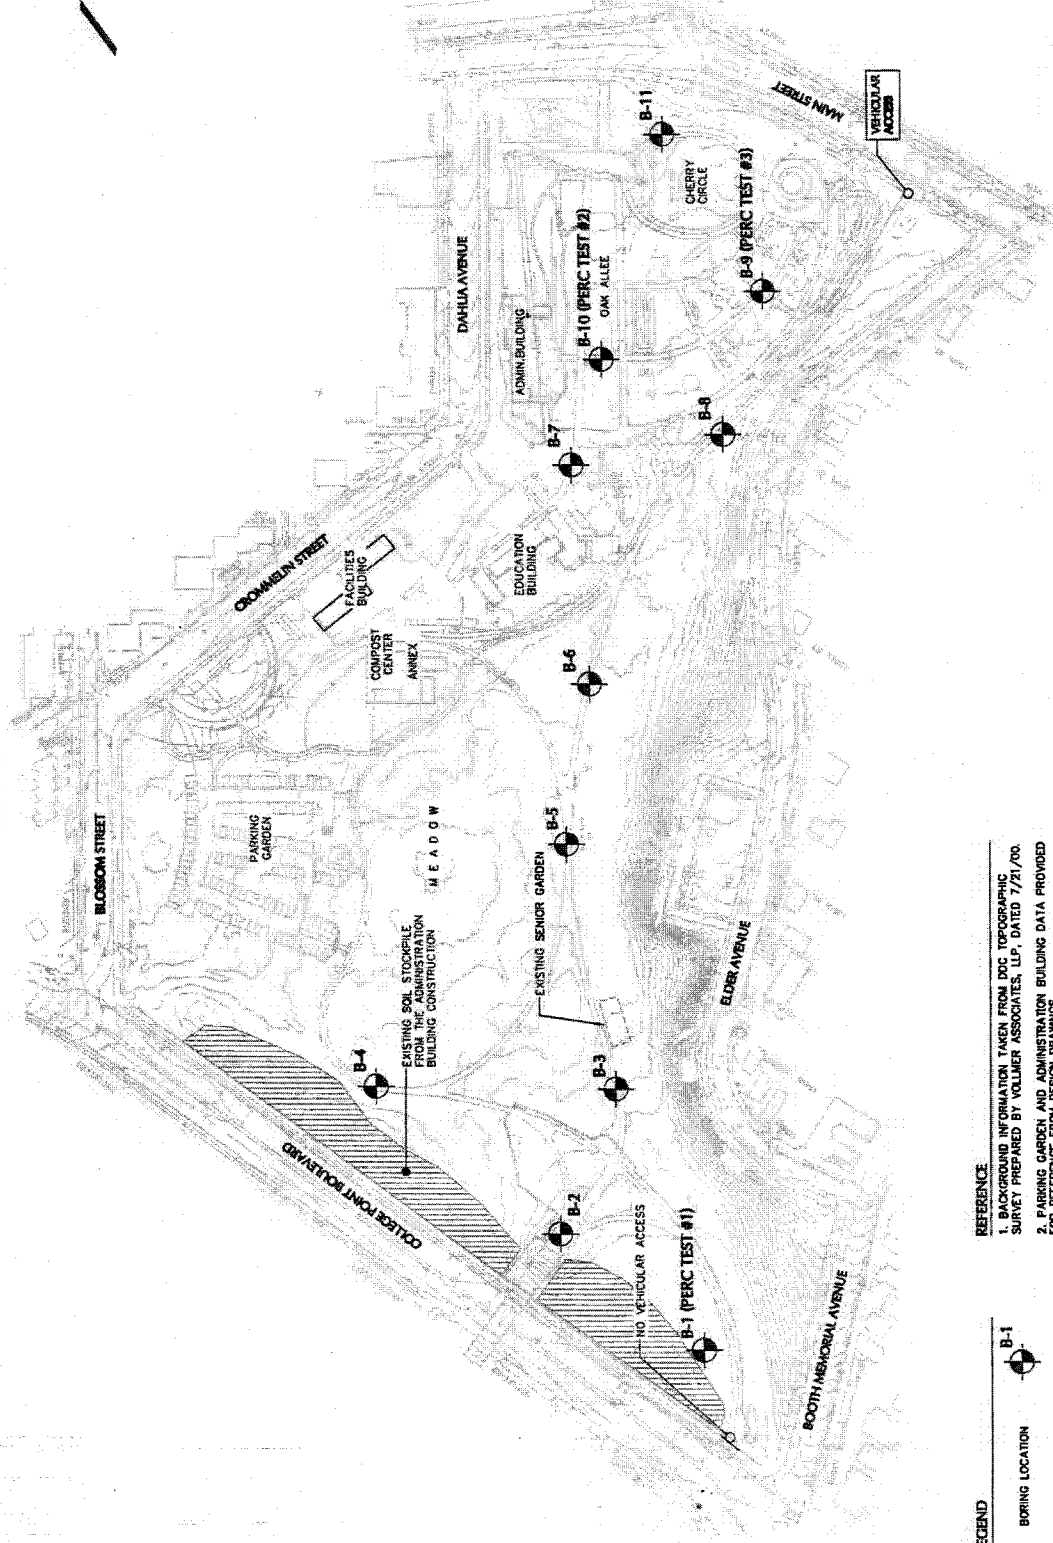 BLOSSOM STREET
CROMMELIN STREET
DAHLIA AVENUE
MAIN STREET
VEHICULAR
ACCESS
B-11
CHERRY
CIRCLE
B-9 (PERC TEST #3)
B-10 (PERC TEST #2)
OAK ALLEE
ADMIN.BUILDING
B-7
B-8
FACILITIES
BUILDING
EDUCATION
BUILDING
COMPOST
CENTER
ANNEX
B-6
PARKING
GARDEN
MEADOW
B-5
EXISTING SENIOR GARDEN
ELDER AVENUE
EXISTING SOIL STOCKPILE
FROM THE ADMINISTRATION
BUILDING CONSTRUCTION
B-4
B-3
COLLEGE POINT BOULEVARD
B-2
NO VEHICULAR ACCESS
B-1 (PERC TEST #1)
BOOTH MEMORIAL AVENUE
EGEND
BORING LOCATION
B-1
REFERENCE
1. BACKGROUND INFORMATION TAKEN FROM DDC TOPOGRAPHIC
SURVEY PREPARED BY VOLLMER ASSOCIATES, LLP, DATED 7/21/00.
2. PARKING GARDEN AND ADMINISTRATION BUILDING DATA PROVIDED